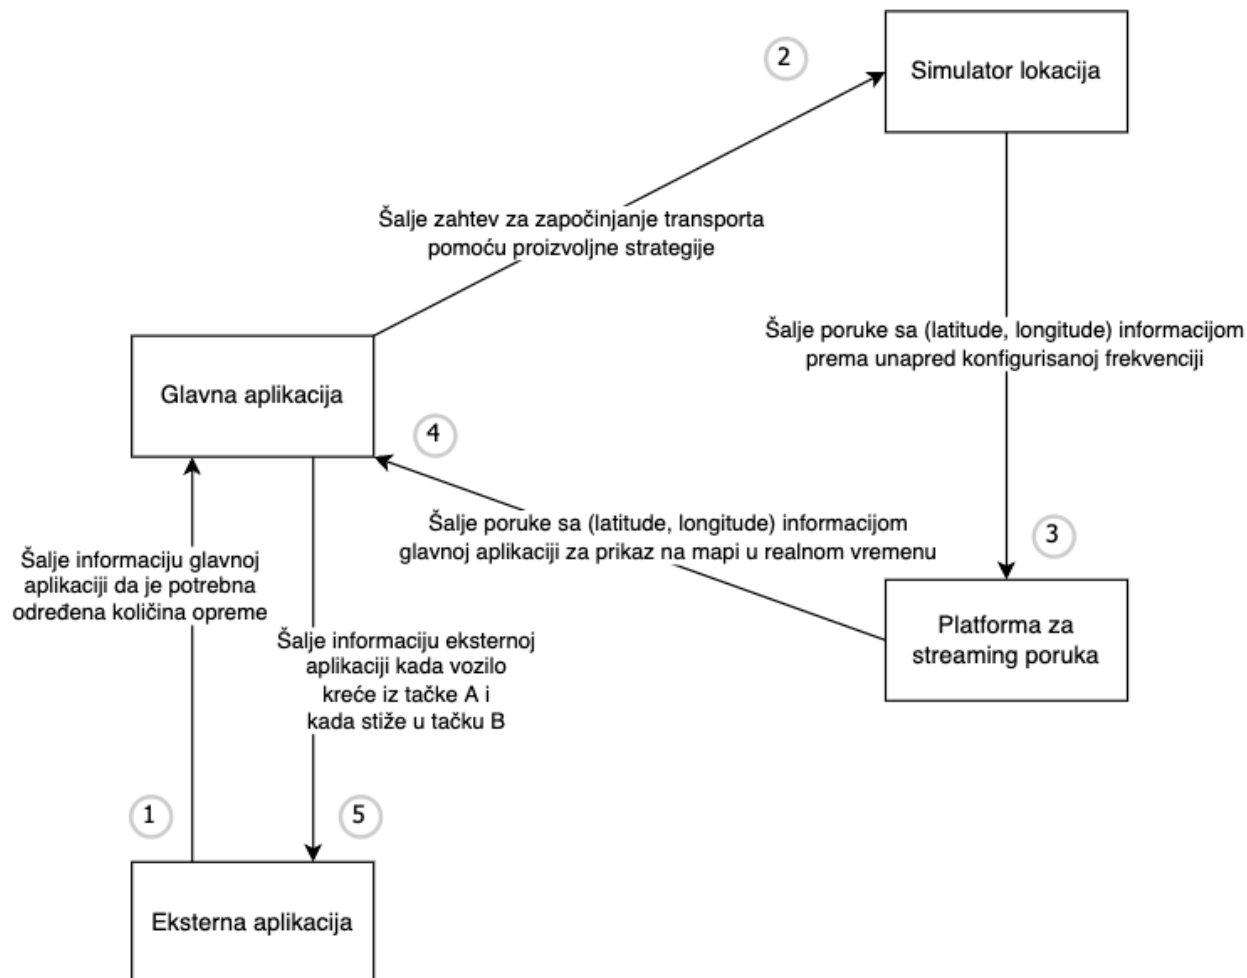 2
Simulator lokacija
Šalje zahtev za započinjanje transporta
pomoću proizvoljne strategije
Šalje poruke sa (latitude, longitude) informacijom
prema unapred konfigurisanoj frekvenciji
Glavna aplikacija
4
Šalje poruke sa (latitude, longitude) informacijom
glavnoj aplikaciji za prikaz na mapi u realnom vremenu
3
Šalje informaciju glavnoj
aplikaciji da je potrebna
određena količina opreme
Platforma za
streaming poruka
Šalje informaciju eksternoj
aplikaciji kada vozilo
kreće iz tačke A i
kada stiže u tačku B
1
5
Eksterna aplikacija